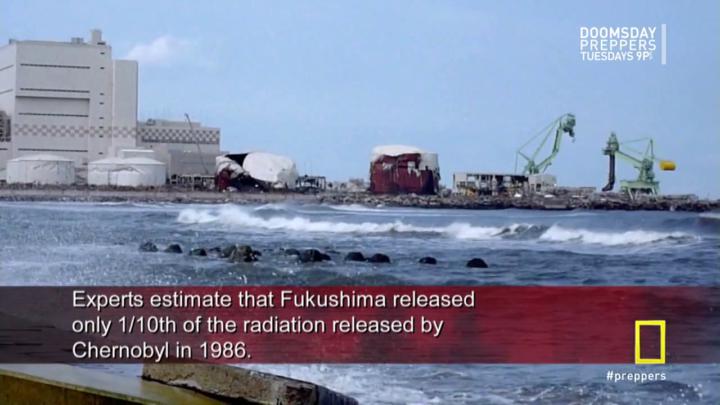 DOOMSDAY
PREPPERS
TUESDAYS 9P
Experts estimate that Fukushima released
only 1/10th of the radiation released by
Chernobyl in 1986.
#preppers